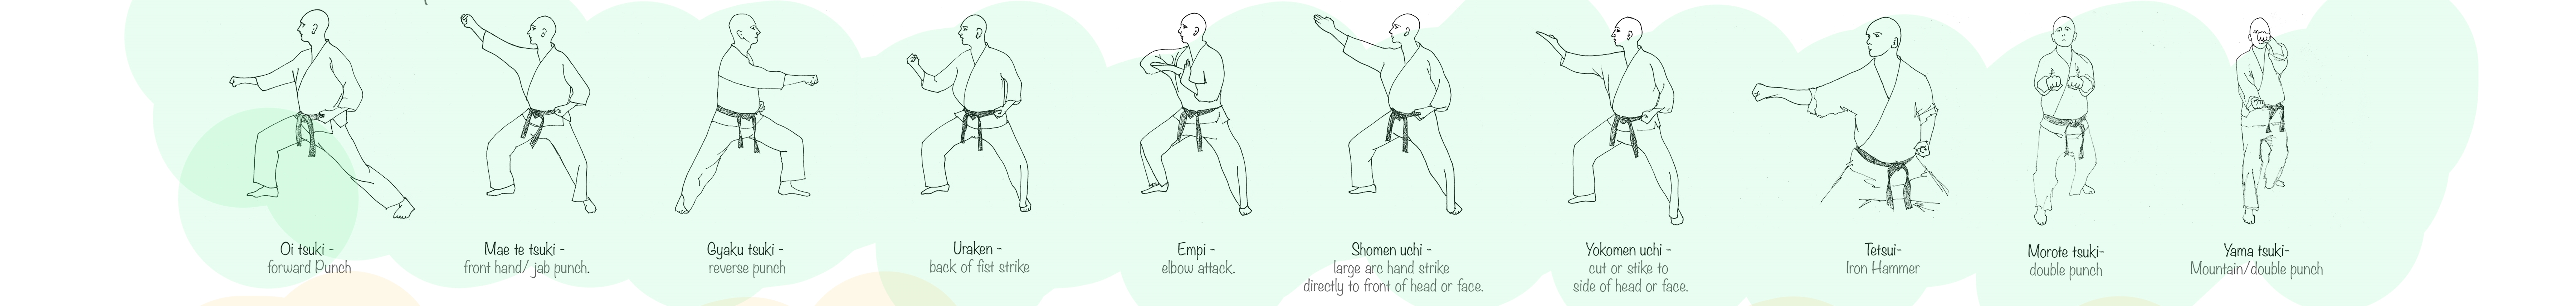 Oi tsuki -
forward Punch
Mae te tsuki -
front hand/ jab punch.
Gyaku tsuki -
reverse punch
Uraken -
back of fist strike
Empi -
elbow attack.
Shomen uchi -
large arc hand strike
directly to front of head or face.
Yokomen uchi -
cut or stike to
side of head or face.
Tetsui-
Iron Hammer
Morote tsuki-
double punch
Yama tsuki-
Mountain/double punch